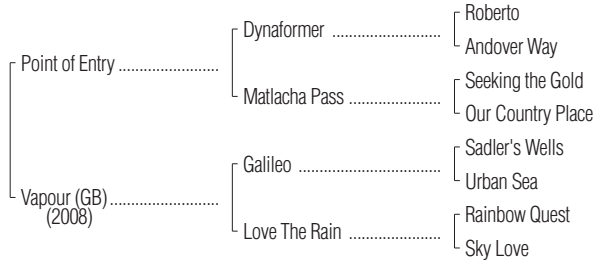 Roberto
Dynaformer ......................
Andover Way
Point of Entry ......................
Seeking the Gold
Matlacha Pass ....................
Our Country Place
Sadler's Wells
Galileo ..............................
Urban Sea
Vapour (GB) ........................
(2008)
Rainbow Quest
Love The Rain ....................
Sky Love